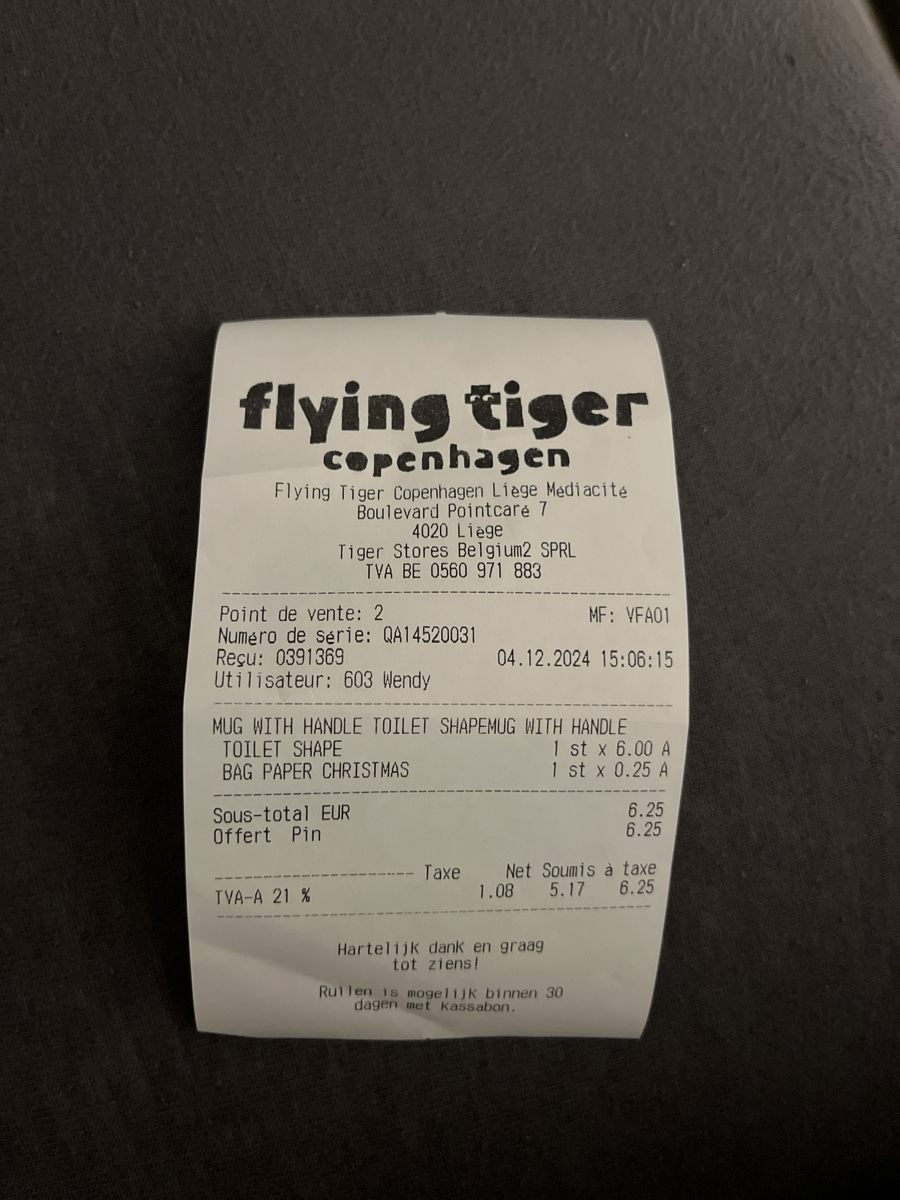 flying tiger
copenhagen
Flying Tiger Copenhagen Liège Médiacité
Boulevard Pointcaré 7
4020 Liège
Tiger Stores Belgium2 SPRL
TVA BE 0560 971 883
Point de vente: 2 MF: VFA01
Numéro de série: QA14520031
Reçu: 0391369 04.12.2024 15:06:15
Utilisateur: 603 Wendy
MUG WITH HANDLE TOILET SHAPEMUG WITH HANDLE
TOILET SHAPE 1 st x 6.00 A
BAG PAPER CHRISTMAS 1 st x 0.25 A
Sous-total EUR 6.25
Offert Pin 6.25
Taxe Net Soumis à taxe
TVA-A 21 % 1.08 5.17 6.25
Hartelijk dank en graag
tot ziens!
Ruilen is mogelijk binnen 30
dagen met kassabon.